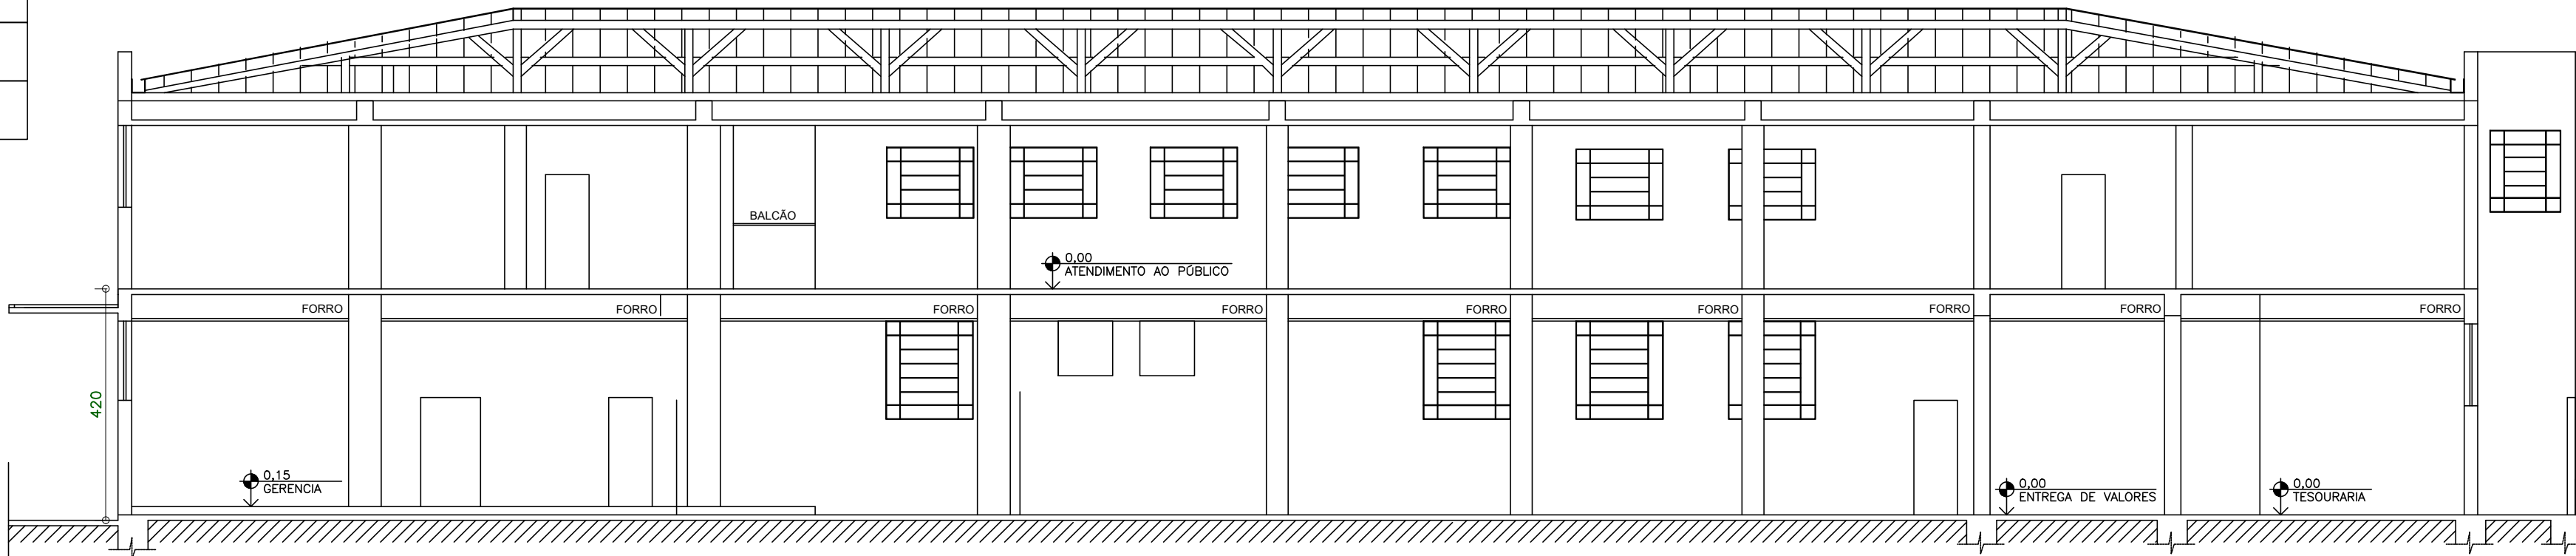 BALCÃO
0,00
ATENDIMENTO AO PÚBLICO
FORRO
FORRO
FORRO
FORRO
FORRO
FORRO
FORRO
FORRO
FORRO
420
0,15
GERENCIA
0,00
ENTREGA DE VALORES
0,00
TESOURARIA